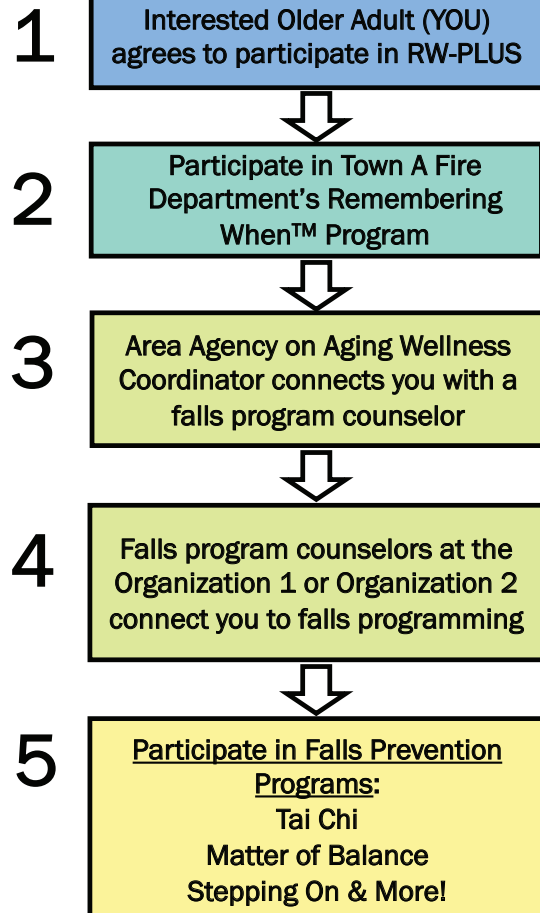 1
Interested Older Adult (YOU)
agrees to participate in RW-PLUS
2
Participate in Town A Fire
Department's Remembering
When™ Program
3
Area Agency on Aging Wellness
Coordinator connects you with a
falls program counselor
4
Falls program counselors at the
Organization 1 or Organization 2
connect you to falls programming
5
Participate in Falls Prevention
Programs:
Tai Chi
Matter of Balance
Stepping On & More!